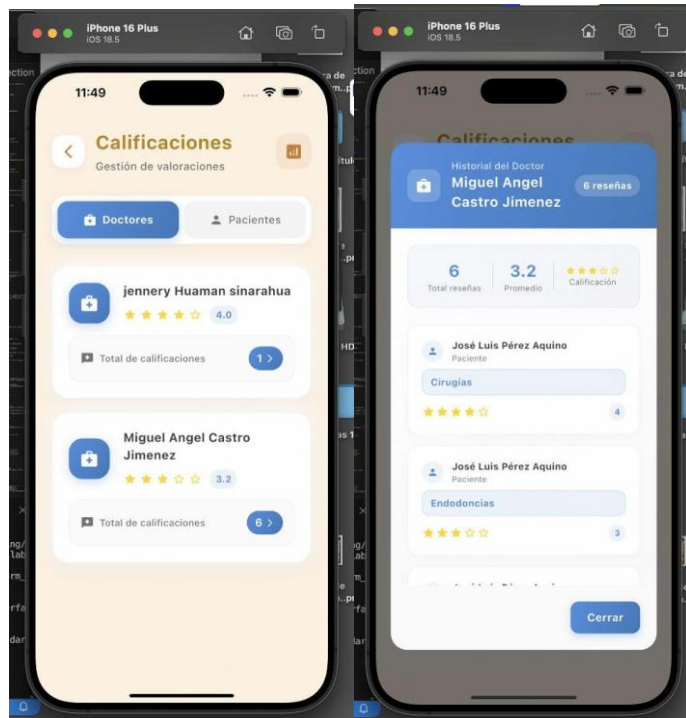 iPhone 16 Plus
iOS 18.5
11:49
Calificaciones
Gestión de valoraciones
Doctores
Pacientes
jennery Huaman sinarahua
4.0
Total de calificaciones
1 >
Miguel Angel Castro
Jimenez
3.2
Total de calificaciones
6 >
iPhone 16 Plus
iOS 18.5
11:49
Calificaciones
Historial del Doctor
Miguel Angel
Castro Jimenez
6 reseñas
6
Total reseñas
3.2
Promedio
Calificación
José Luis Pérez Aquino
Paciente
Cirugías
4
José Luis Pérez Aquino
Paciente
Endodoncias
3
Cerrar